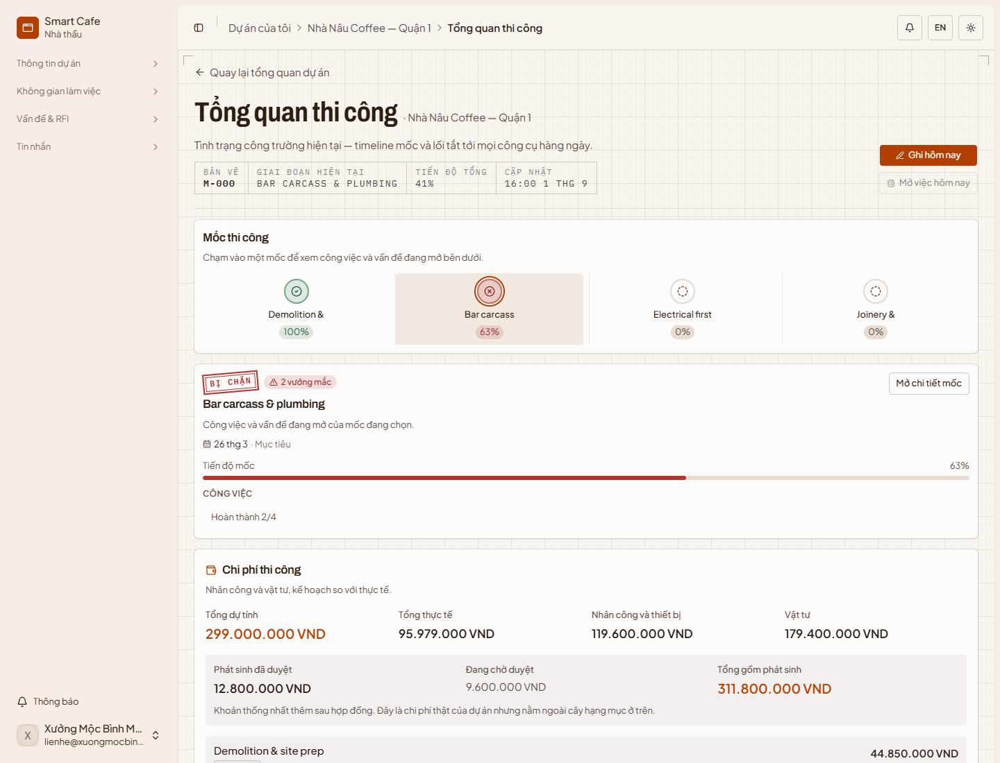 Smart Cafe
Nhà thầu
Thông tin dự án
Không gian làm việc
Vấn đề & RFI
Tin nhắn
Thông báo
X
Xưởng Mộc Bình M...
lienhe@xuongmocbin...
Dự án của tôi > Nhà Nâu Coffee — Quận 1 > Tổng quan thi công
EN
Quay lại tổng quan dự án
Tổng quan thi công · Nhà Nâu Coffee — Quận 1
Tình trạng công trường hiện tại — timeline mốc và lối tắt tới mọi công cụ hàng ngày.
Ghi hôm nay
Mở việc hôm nay
BẢN VẼ GIAI ĐOẠN HIỆN TẠI TIẾN ĐỘ TỔNG CẬP NHẬT
M-000 BAR CARCASS & PLUMBING 41% 16:00 1 THG 9
Mốc thi công
Chạm vào một mốc để xem công việc và vấn đề đang mở bên dưới.
Demolition & Bar carcass Electrical first Joinery &
100% 63% 0% 0%
BỊ CHẶN 2 vướng mắc Mở chi tiết mốc
Bar carcass & plumbing
Công việc và vấn đề đang mở của mốc đang chọn.
26 thg 3 · Mục tiêu
Tiến độ mốc 63%
CÔNG VIỆC
Hoàn thành 2/4
Chi phí thi công
Nhân công và vật tư, kế hoạch so với thực tế.
Tổng dự tính Tổng thực tế Nhân công và thiết bị Vật tư
299.000.000 VND 95.979.000 VND 119.600.000 VND 179.400.000 VND
Phát sinh đã duyệt Đang chờ duyệt Tổng gồm phát sinh
12.800.000 VND 9.600.000 VND 311.800.000 VND
Khoản thống nhất thêm sau hợp đồng. Đây là chi phí thật của dự án nhưng nằm ngoài cây hạng mục ở trên.
Demolition & site prep 44.850.000 VND